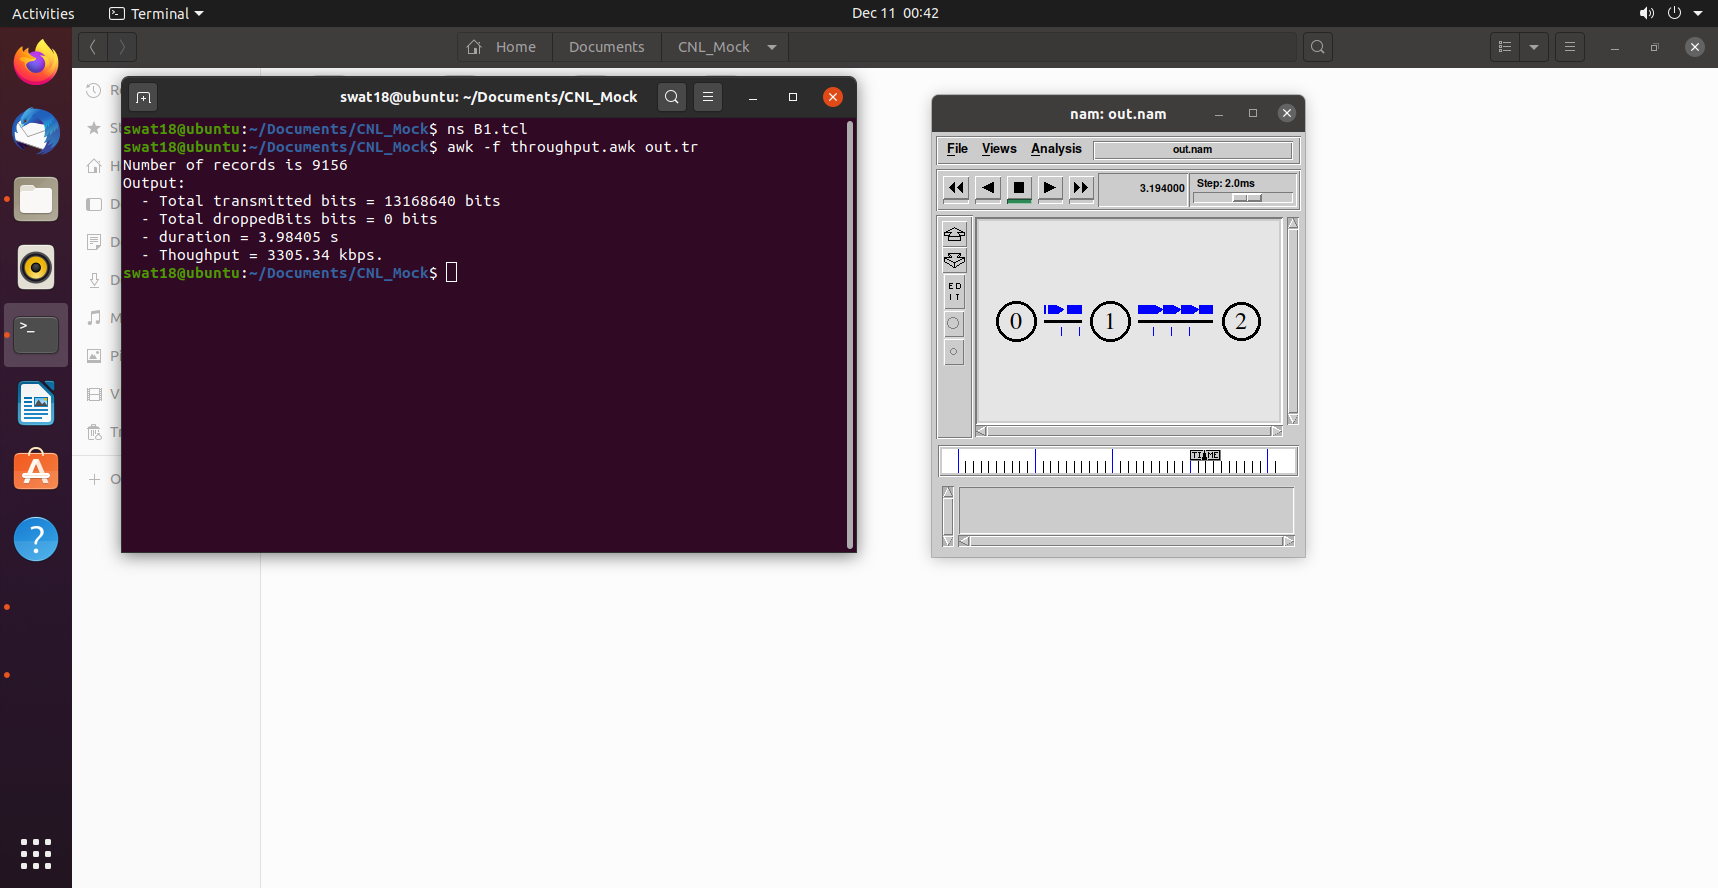 Activities
Terminal
Dec 11 00:42
Home
Documents
CNL_Mock
swat18@ubuntu: ~/Documents/CNL_Mock
swat18@ubuntu:~/Documents/CNL_Mock$ ns B1.tcl
swat18@ubuntu:~/Documents/CNL_Mock$ awk -f throughput.awk out.tr
Number of records is 9156
Output:
- Total transmitted bits = 13168640 bits
- Total droppedBits bits = 0 bits
- duration = 3.98405 s
- Thoughput = 3305.34 kbps.
swat18@ubuntu:~/Documents/CNL_Mock$
nam: out.nam
File Views Analysis
out.nam
3.194000
Step: 2.0ms
ED
IT
0
1
2
TIME